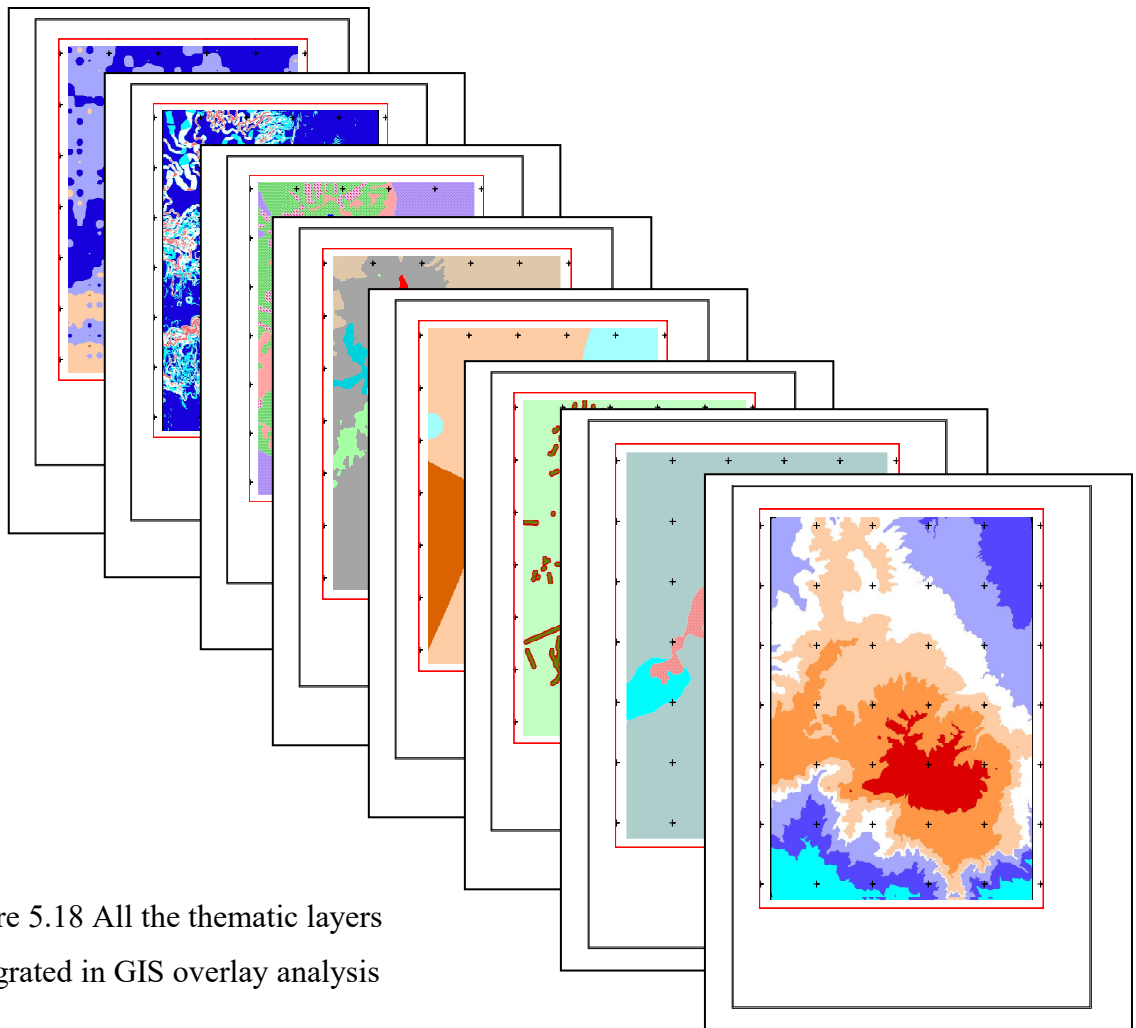 re 5.18 All the thematic layers
grated in GIS overlay analysis